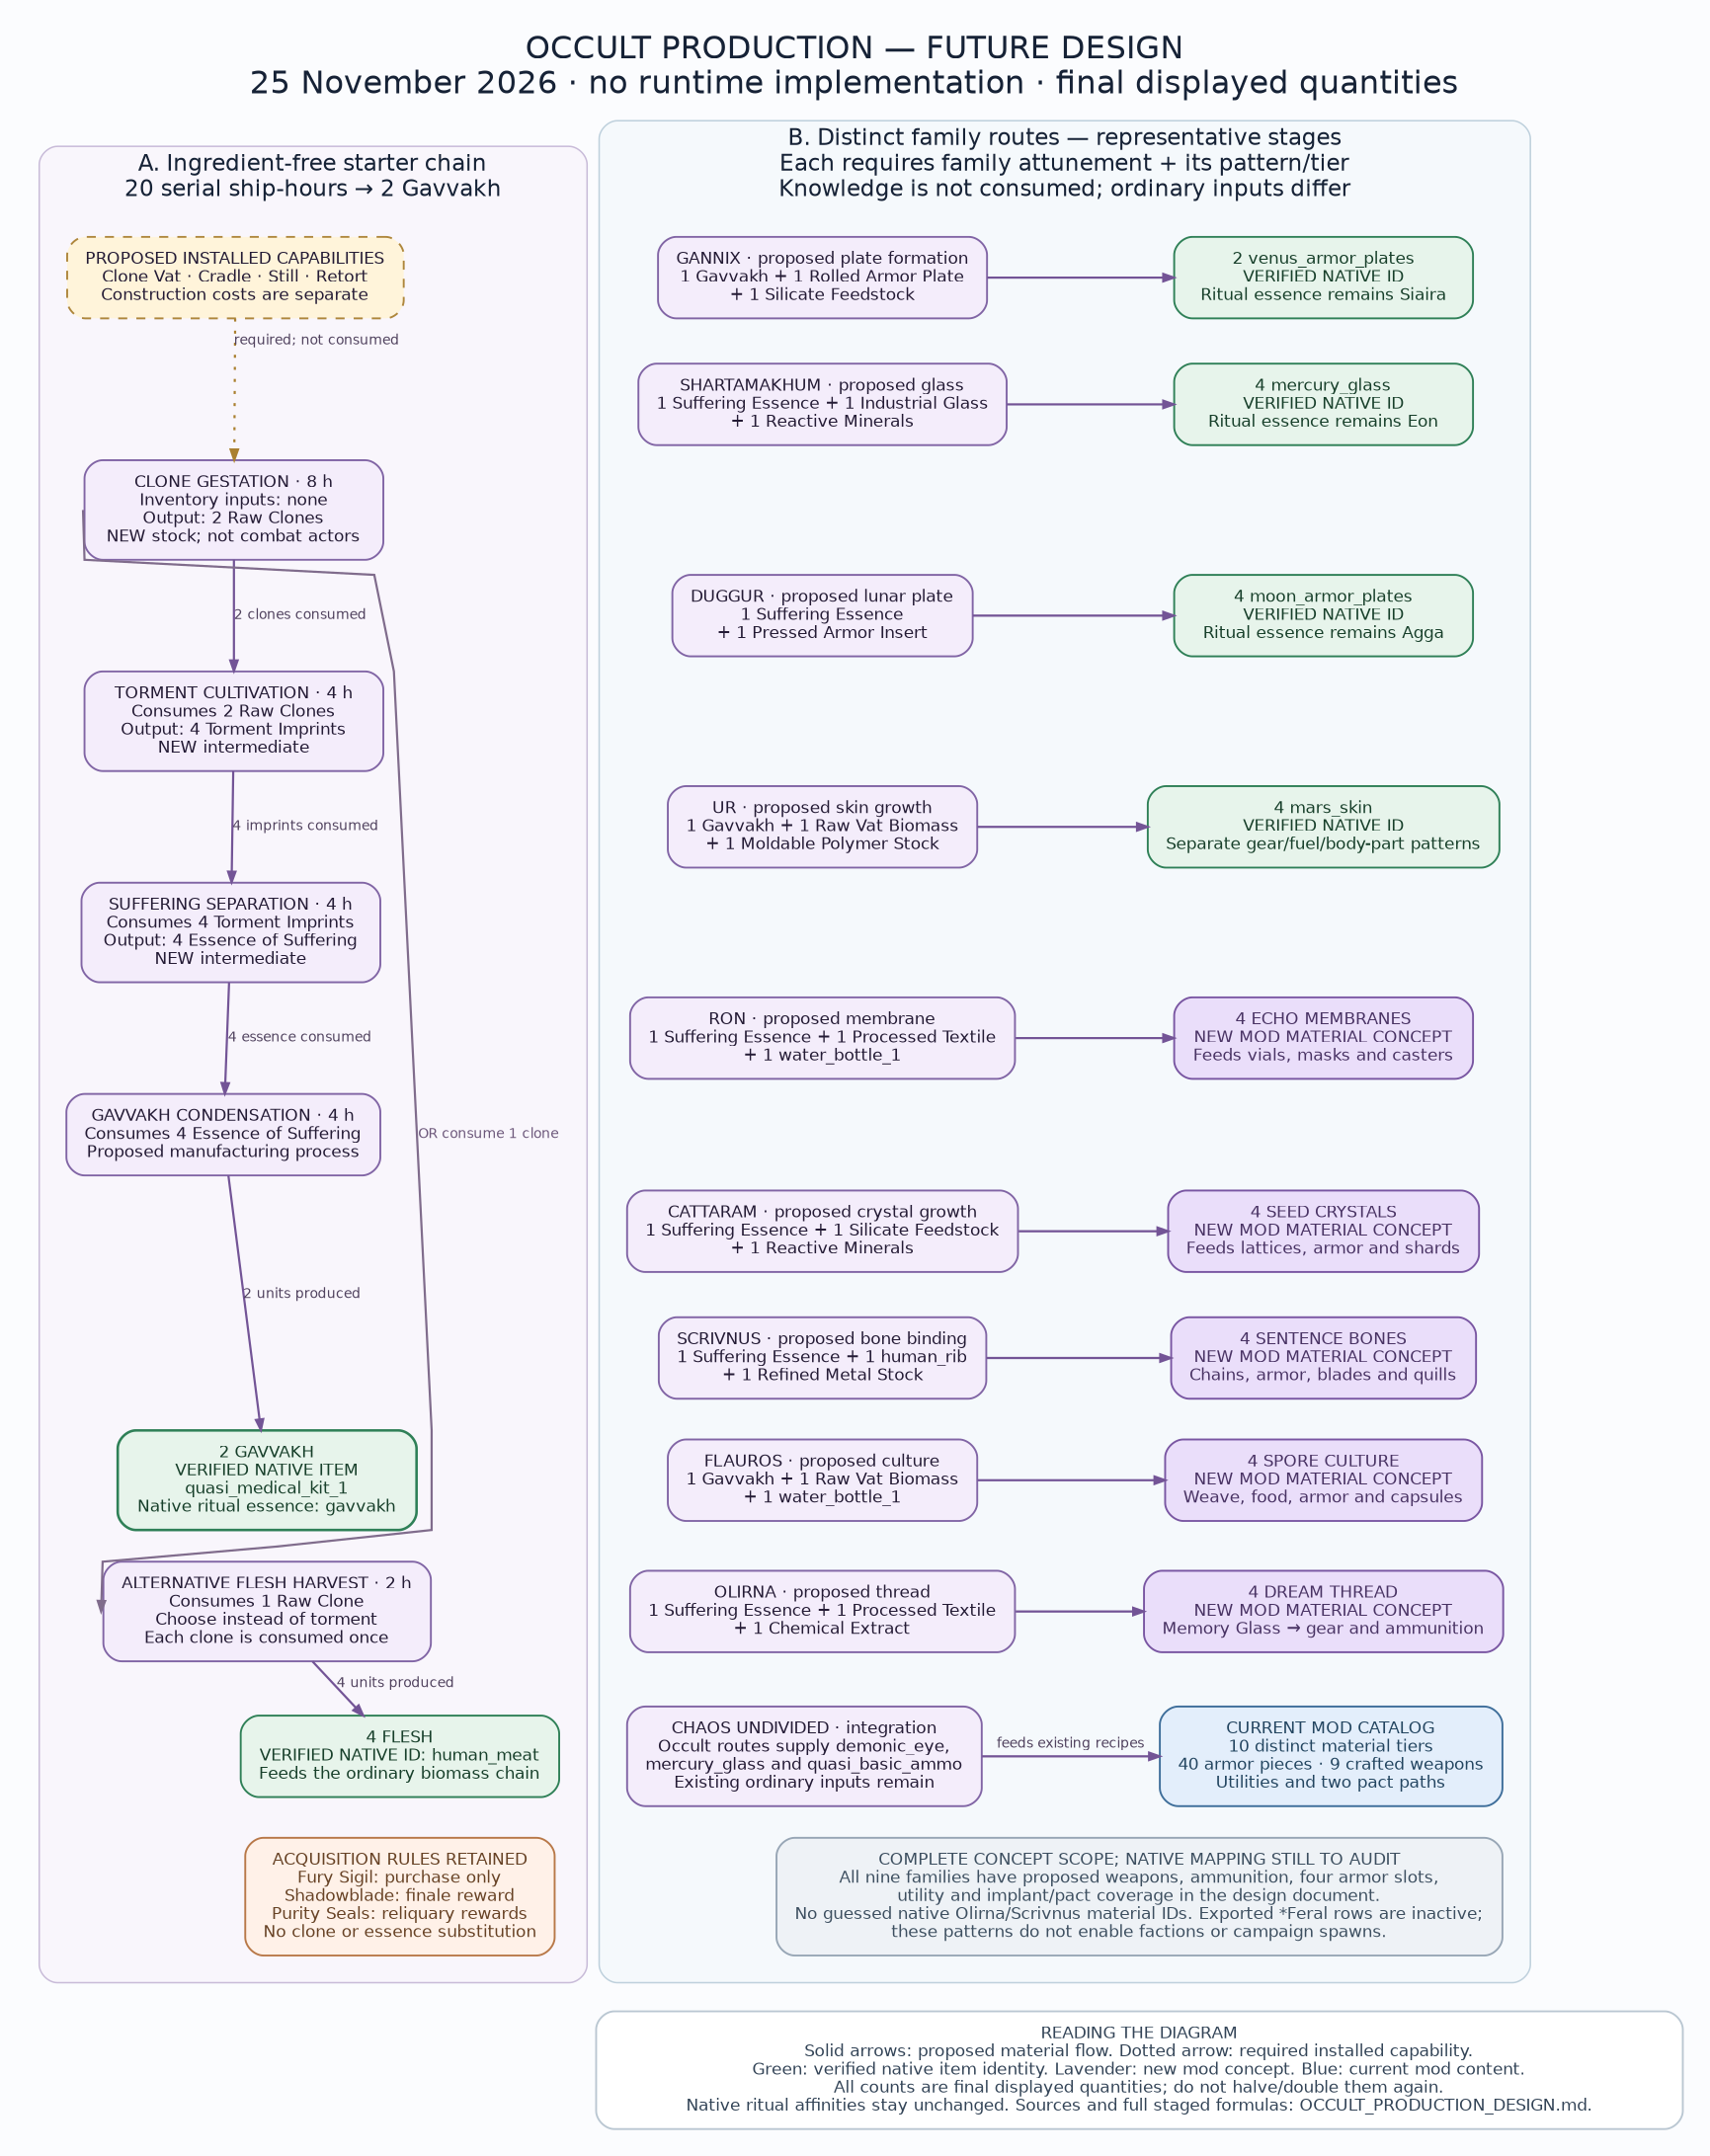 OCCULT PRODUCTION — FUTURE DESIGN
25 November 2026 · no runtime implementation · final displayed quantities
A. Ingredient-free starter chain
20 serial ship-hours → 2 Gavvakh
PROPOSED INSTALLED CAPABILITIES
Clone Vat · Cradle · Still · Retort
Construction costs are separate
required; not consumed
CLONE GESTATION · 8 h
Inventory inputs: none
Output: 2 Raw Clones
NEW stock; not combat actors
2 clones consumed
TORMENT CULTIVATION · 4 h
Consumes 2 Raw Clones
Output: 4 Torment Imprints
NEW intermediate
4 imprints consumed
SUFFERING SEPARATION · 4 h
Consumes 4 Torment Imprints
Output: 4 Essence of Suffering
NEW intermediate
4 essence consumed
GAVVAKH CONDENSATION · 4 h
Consumes 4 Essence of Suffering
Proposed manufacturing process
OR consume 1 clone
2 units produced
2 GAVVAKH
VERIFIED NATIVE ITEM
quasi_medical_kit_1
Native ritual essence: gavvakh
ALTERNATIVE FLESH HARVEST · 2 h
Consumes 1 Raw Clone
Choose instead of torment
Each clone is consumed once
4 units produced
4 FLESH
VERIFIED NATIVE ID: human_meat
Feeds the ordinary biomass chain
ACQUISITION RULES RETAINED
Fury Sigil: purchase only
Shadowblade: finale reward
Purity Seals: reliquary rewards
No clone or essence substitution
B. Distinct family routes — representative stages
Each requires family attunement + its pattern/tier
Knowledge is not consumed; ordinary inputs differ
GANNIX · proposed plate formation
1 Gavvakh + 1 Rolled Armor Plate
+ 1 Silicate Feedstock
2 venus_armor_plates
VERIFIED NATIVE ID
Ritual essence remains Siaira
SHARTAMAKHUM · proposed glass
1 Suffering Essence + 1 Industrial Glass
+ 1 Reactive Minerals
4 mercury_glass
VERIFIED NATIVE ID
Ritual essence remains Eon
DUGGUR · proposed lunar plate
1 Suffering Essence
+ 1 Pressed Armor Insert
4 moon_armor_plates
VERIFIED NATIVE ID
Ritual essence remains Agga
UR · proposed skin growth
1 Gavvakh + 1 Raw Vat Biomass
+ 1 Moldable Polymer Stock
4 mars_skin
VERIFIED NATIVE ID
Separate gear/fuel/body-part patterns
RON · proposed membrane
1 Suffering Essence + 1 Processed Textile
+ 1 water_bottle_1
4 ECHO MEMBRANES
NEW MOD MATERIAL CONCEPT
Feeds vials, masks and casters
CATTARAM · proposed crystal growth
1 Suffering Essence + 1 Silicate Feedstock
+ 1 Reactive Minerals
4 SEED CRYSTALS
NEW MOD MATERIAL CONCEPT
Feeds lattices, armor and shards
SCRIVNUS · proposed bone binding
1 Suffering Essence + 1 human_rib
+ 1 Refined Metal Stock
4 SENTENCE BONES
NEW MOD MATERIAL CONCEPT
Chains, armor, blades and quills
FLAUROS · proposed culture
1 Gavvakh + 1 Raw Vat Biomass
+ 1 water_bottle_1
4 SPORE CULTURE
NEW MOD MATERIAL CONCEPT
Weave, food, armor and capsules
OLIRNA · proposed thread
1 Suffering Essence + 1 Processed Textile
+ 1 Chemical Extract
4 DREAM THREAD
NEW MOD MATERIAL CONCEPT
Memory Glass → gear and ammunition
CHAOS UNDIVIDED · integration
Occult routes supply demonic_eye,
mercury_glass and quasi_basic_ammo
Existing ordinary inputs remain
feeds existing recipes
CURRENT MOD CATALOG
10 distinct material tiers
40 armor pieces · 9 crafted weapons
Utilities and two pact paths
COMPLETE CONCEPT SCOPE; NATIVE MAPPING STILL TO AUDIT
All nine families have proposed weapons, ammunition, four armor slots,
utility and implant/pact coverage in the design document.
No guessed native Olirna/Scrivnus material IDs. Exported *Feral rows are inactive;
these patterns do not enable factions or campaign spawns.
READING THE DIAGRAM
Solid arrows: proposed material flow. Dotted arrow: required installed capability.
Green: verified native item identity. Lavender: new mod concept. Blue: current mod content.
All counts are final displayed quantities; do not halve/double them again.
Native ritual affinities stay unchanged. Sources and full staged formulas: OCCULT_PRODUCTION_DESIGN.md.